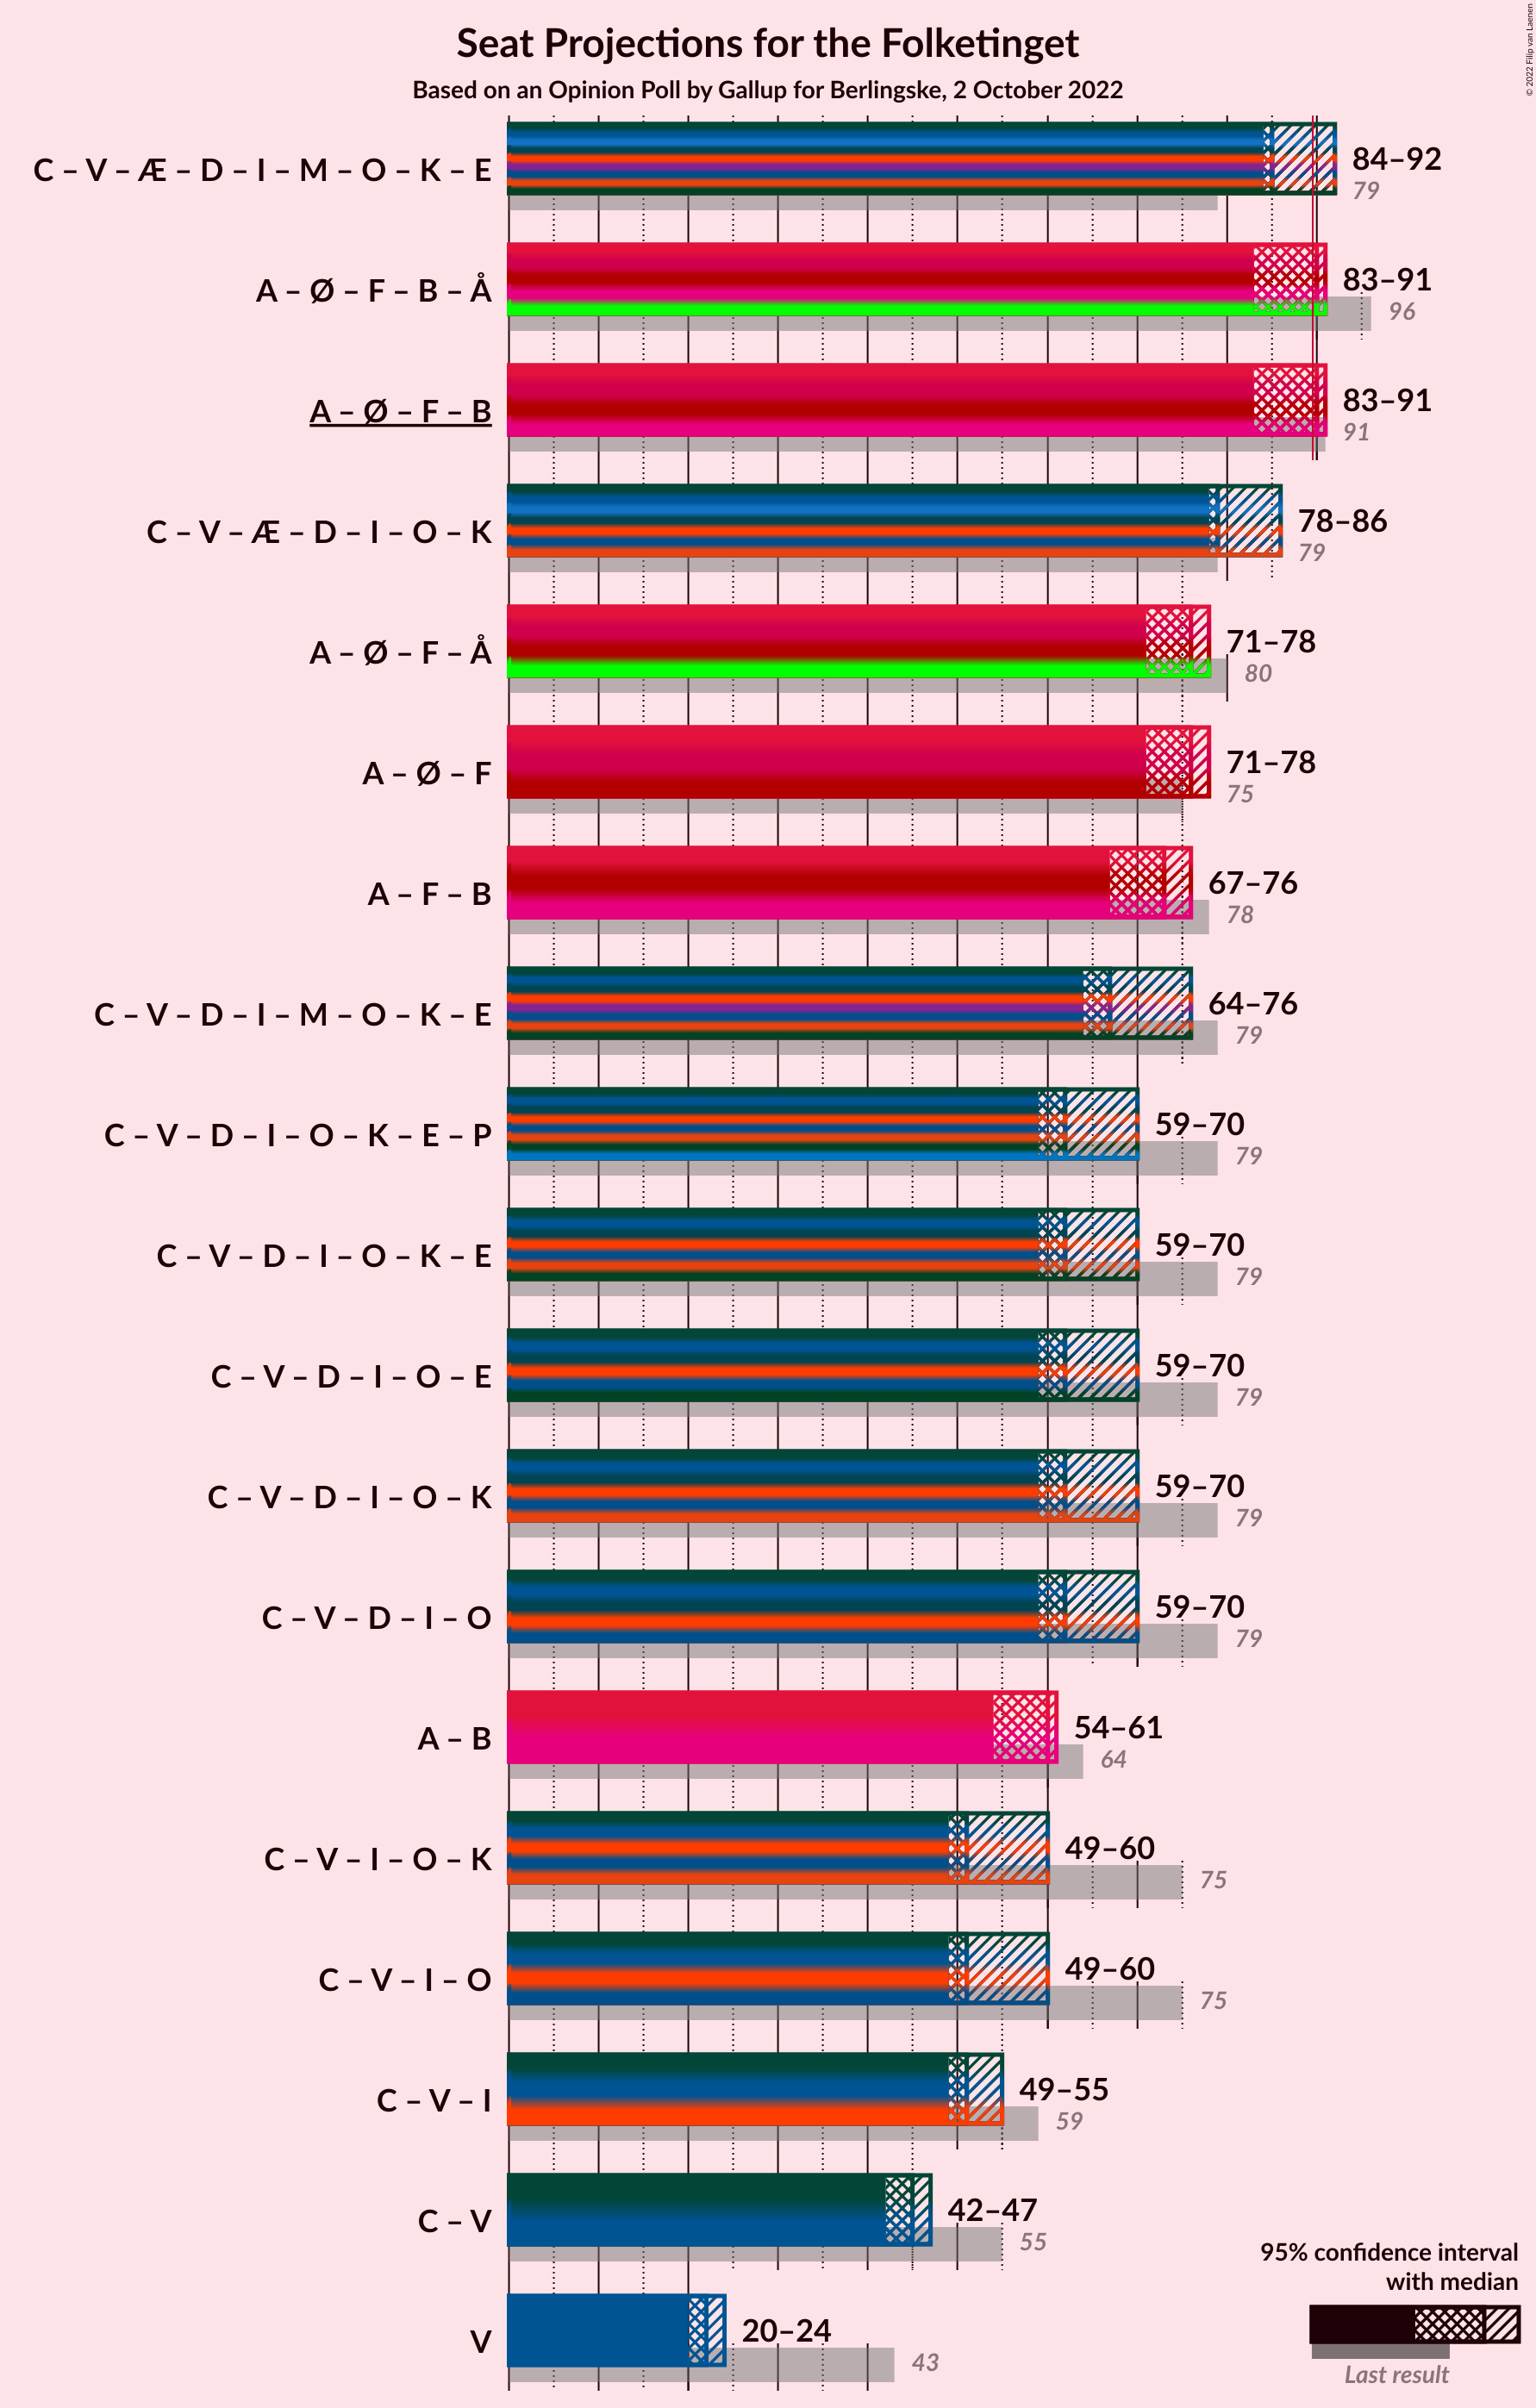 © 2022 Filip van Laenen
Seat Projections for the Folketinget
Based on an Opinion Poll by Gallup for Berlingske, 2 October 2022
C – V – Æ – D – I – M – O – K – E
84–92
79
A – Ø – F – B – Å
83–91
96
A – Ø – F – B
83–91
91
C – V – Æ – D – I – O – K
78–86
79
A – Ø – F – Å
71–78
80
A – Ø – F
71–78
75
A – F – B
67–76
78
C – V – D – I – M – O – K – E
64–76
79
C – V – D – I – O – K – E – P
59–70
79
C – V – D – I – O – K – E
59–70
79
C – V – D – I – O – E
59–70
79
C – V – D – I – O – K
59–70
79
C – V – D – I – O
59–70
79
A – B
54–61
64
C – V – I – O – K
49–60
75
C – V – I – O
49–60
75
C – V – I
49–55
59
C – V
42–47
55
V
20–24
43
95% confidence interval
with median
Last result